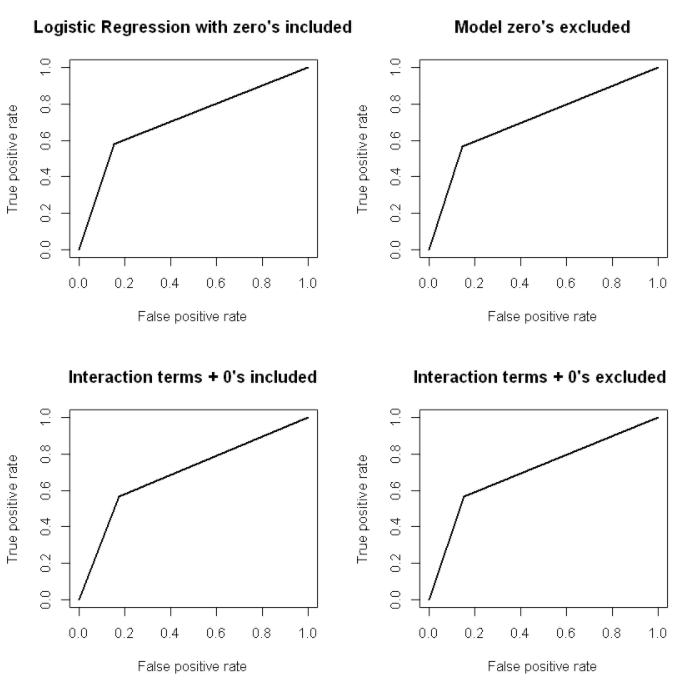 Logistic Regression with zero's included
True positive rate
0.0 0.2 0.4 0.6 0.8 1.0
0.0 0.2 0.4 0.6 0.8 1.0
False positive rate
Model zero's excluded
True positive rate
0.0 0.2 0.4 0.6 0.8 1.0
0.0 0.2 0.4 0.6 0.8 1.0
False positive rate
Interaction terms + 0's included
True positive rate
0.0 0.2 0.4 0.6 0.8 1.0
0.0 0.2 0.4 0.6 0.8 1.0
False positive rate
Interaction terms + 0's excluded
True positive rate
0.0 0.2 0.4 0.6 0.8 1.0
0.0 0.2 0.4 0.6 0.8 1.0
False positive rate